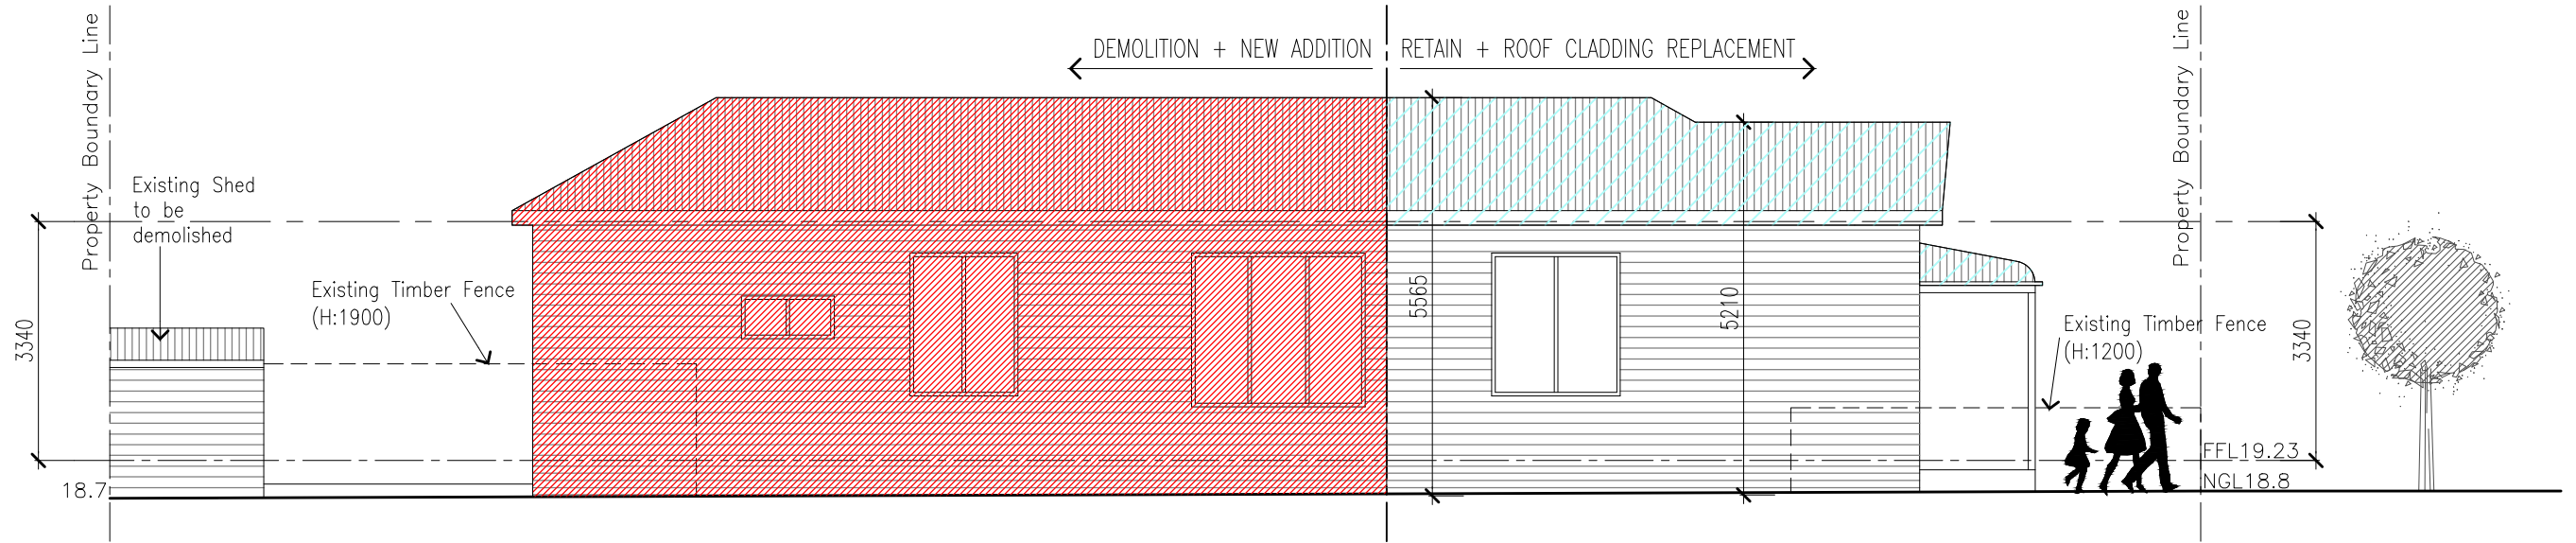 Property Boundary Line
DEMOLITION + NEW ADDITION
RETAIN + ROOF CLADDING REPLACEMENT
Property Boundary Line
Existing Shed
to be
demolished
Existing Timber Fence
(H:1900)
3340
5565
5210
Existing Timber Fence
(H:1200)
3340
FFL19.23
18.7
NGL18.8